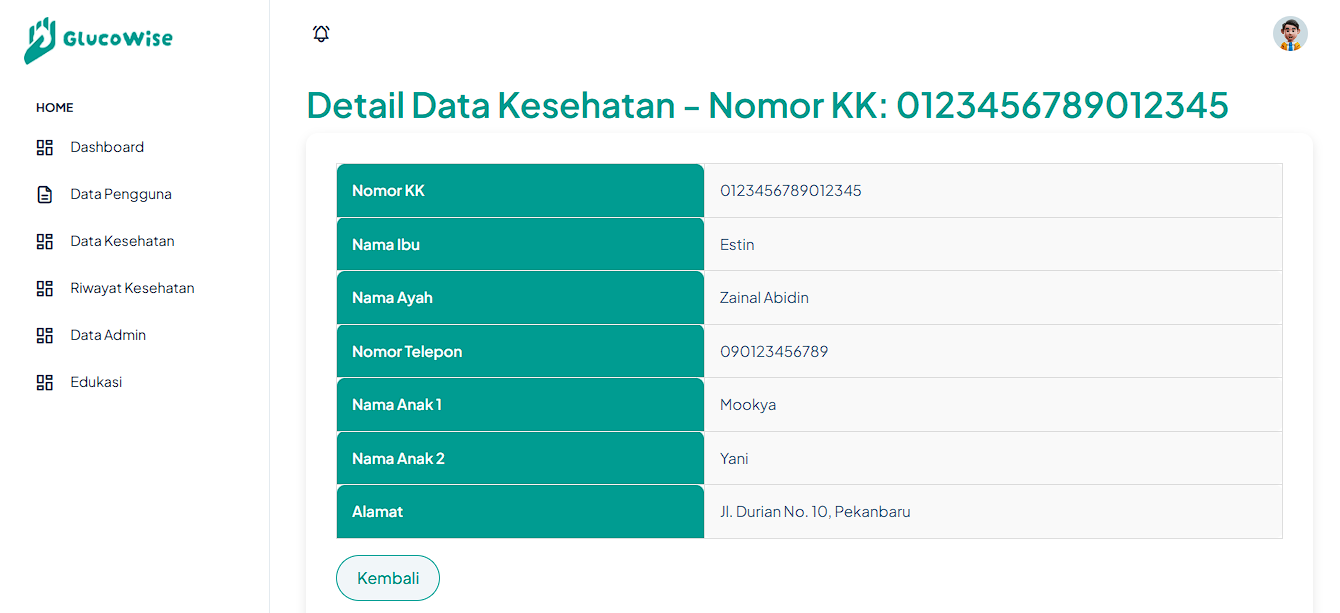 GlucoWise
HOME
Dashboard
Data Pengguna
Data Kesehatan
Riwayat Kesehatan
Data Admin
Edukasi
Detail Data Kesehatan – Nomor KK: 0123456789012345
Nomor KK 0123456789012345
Nama Ibu Estin
Nama Ayah Zainal Abidin
Nomor Telepon 090123456789
Nama Anak 1 Mookya
Nama Anak 2 Yani
Alamat Jl. Durian No. 10, Pekanbaru
Kembali